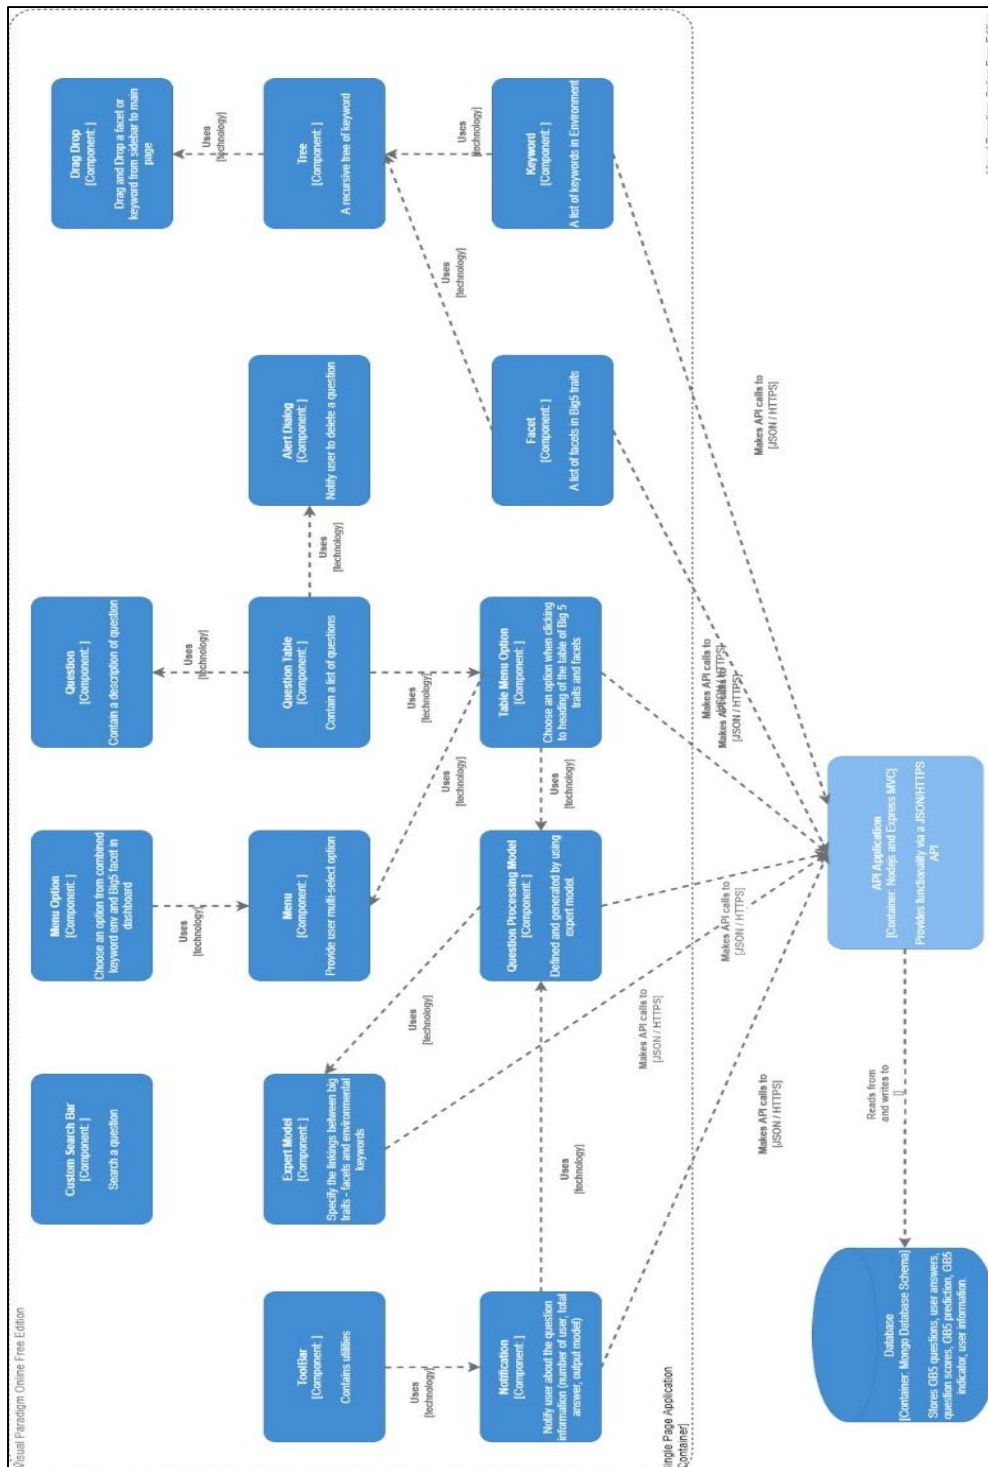 Visual Paradigm Online Free Edition
Custom Search Bar
[Component: ]
Search a question
Menu Option
[Component: ]
Choose an option from combined
keyword env and Big5 facet in
dashboard
Question
[Component: ]
Contain a description of question
Drag Drop
[Component: ]
Drag and Drop a facet or
keyword from sidebar to main
page
Uses
[technology]
Uses
[technology]
Uses
[technology]
ToolBar
[Component: ]
Contains utilities
Expert Model
[Component: ]
Specify the linkings between big
traits - facets and environmental
keywords
Menu
[Component: ]
Provide user multi-select option
Question Table
[Component: ]
Contain a list of questions
Uses
[technology]
Alert Dialog
[Component: ]
Notify user to delete a question
Tree
[Component: ]
A recursive tree of keyword
Uses
[technology]
Uses
[technology]
Uses
[technology]
Uses
[technology]
Uses
[technology]
Uses
[technology]
Notification
[Component: ]
Notify user about the question
information (number of user, total
answer, output model)
Uses
[technology]
Question Processing Model
[Component: ]
Defined and generated by using
expert model.
Uses
[technology]
Table Menu Option
[Component: ]
Choose an option when clicking
to heading of the table of Big 5
traits and facets
Facet
[Component: ]
A list of facets in Big5 traits
Keyword
[Component: ]
A list of keywords in Environment
ingle Page Application
Container]
Makes API calls to
[JSON / HTTPS]
Makes API calls to
[JSON / HTTPS]
Makes API calls to
[JSON / HTTPS]
Makes API calls to
[JSON / HTTPS]
Makes API calls to
[JSON / HTTPS]
Makes API calls to
[JSON / HTTPS]
Database
[Container: Mongo Database Schema]
Stores GB5 questions, user answers,
question scores, GB5 prediction, GB5
indicator, user information.
Reads from
and writes to
[]
API Application
[Container: Nodejs and Express MVC]
Provides functionality via a JSON/HTTPS
API